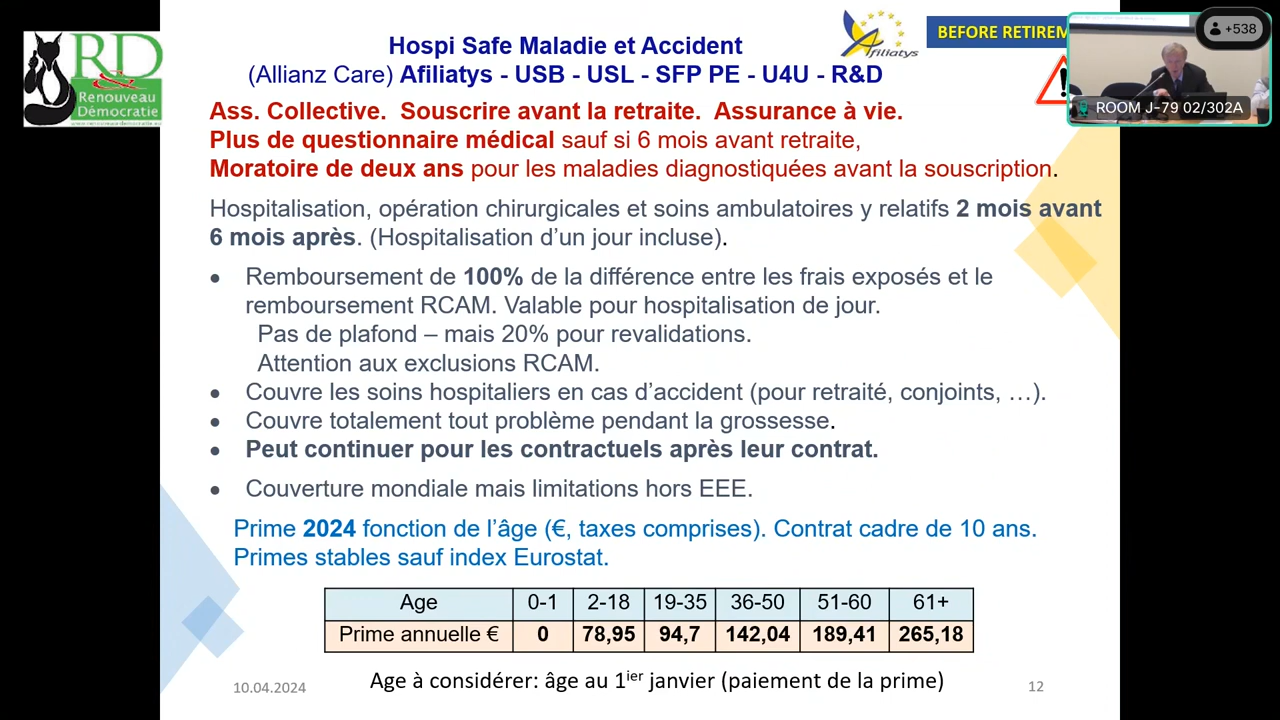 R&D
Renouveau
Démocratie
Afiliatys
BEFORE RETIREM
+538
ROOM J-79 02/302A
Hospi Safe Maladie et Accident
(Allianz Care) Afiliatys - USB - USL - SFP PE - U4U - R&D
Ass. Collective. Souscrire avant la retraite. Assurance à vie.
Plus de questionnaire médical sauf si 6 mois avant retraite,
Moratoire de deux ans pour les maladies diagnostiquées avant la souscription.
Hospitalisation, opération chirurgicales et soins ambulatoires y relatifs 2 mois avant
6 mois après. (Hospitalisation d’un jour incluse).
• Remboursement de 100% de la différence entre les frais exposés et le
remboursement RCAM. Valable pour hospitalisation de jour.
Pas de plafond – mais 20% pour revalidations.
Attention aux exclusions RCAM.
• Couvre les soins hospitaliers en cas d’accident (pour retraité, conjoints, …).
• Couvre totalement tout problème pendant la grossesse.
• Peut continuer pour les contractuels après leur contrat.
• Couverture mondiale mais limitations hors EEE.
Prime 2024 fonction de l’âge (€, taxes comprises). Contrat cadre de 10 ans.
Primes stables sauf index Eurostat.
Age 0-1 2-18 19-35 36-50 51-60 61+
Prime annuelle € 0 78,95 94,7 142,04 189,41 265,18
Age à considérer: âge au 1ier janvier (paiement de la prime)
10.04.2024
12